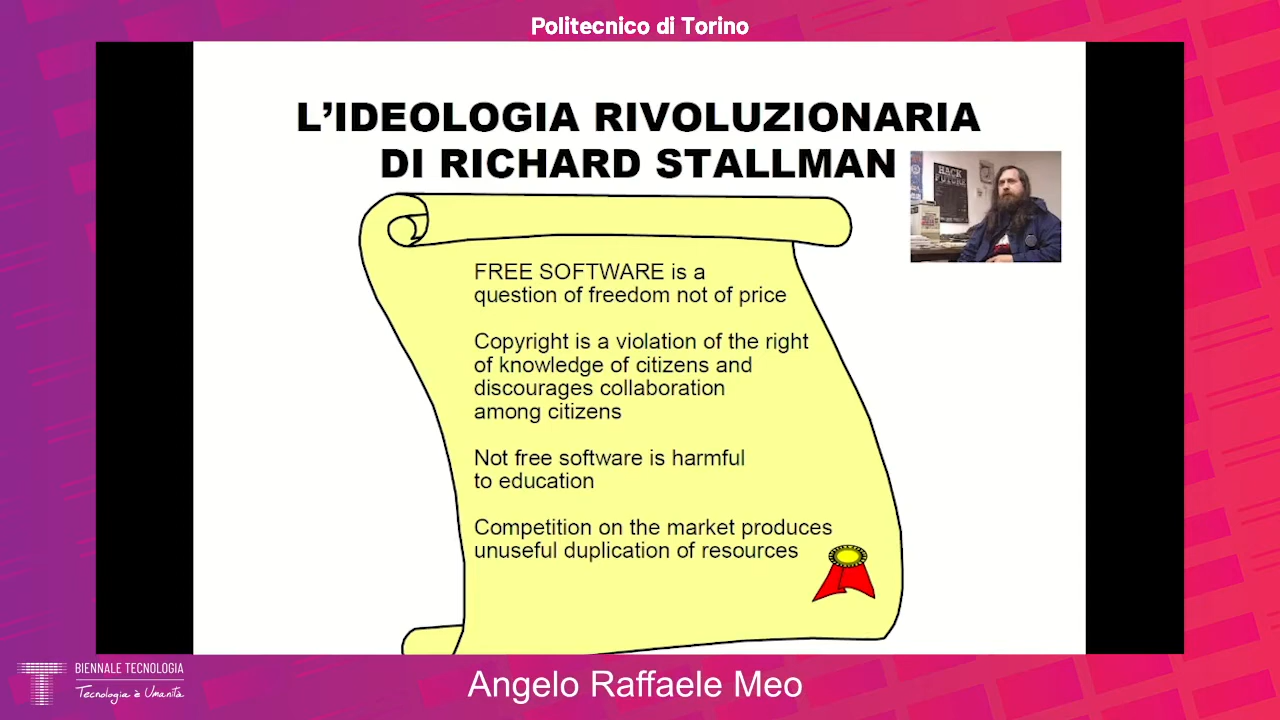 Politecnico di Torino
L'IDEOLOGIA RIVOLUZIONARIA
DI RICHARD STALLMAN
HACK
FUTURA
FREE SOFTWARE is a
question of freedom not of price
Copyright is a violation of the right
of knowledge of citizens and
discourages collaboration
among citizens
Not free software is harmful
to education
Competition on the market produces
unuseful duplication of resources
BIENNALE TECNOLOGIA
Tecnologia è Umanità
Angelo Raffaele Meo